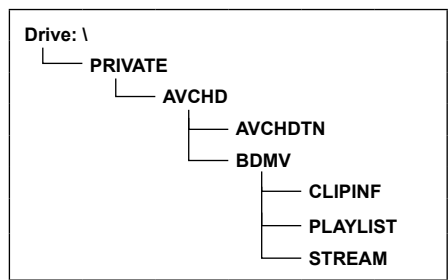 Drive: \
PRIVATE
AVCHD
AVCHDTN
BDMV
CLIPINF
PLAYLIST
STREAM